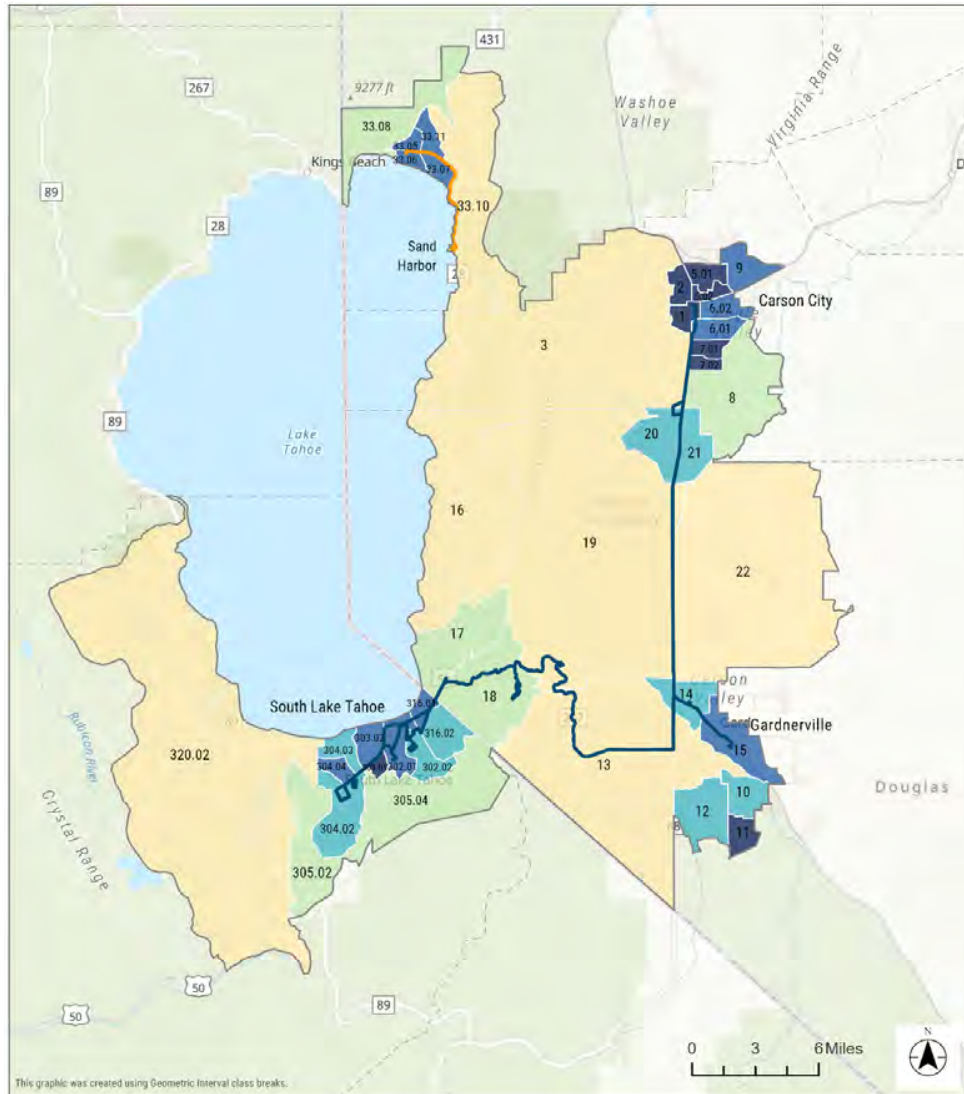 431
267
9277 ft
Washoe
Valley
Virginia Range
33.08
33.11
33.05
Kings Beach
33.06
33.07
89
28
33.10
Sand
Harbor
28
5.01
9
2
Carson City
6.02
1
6.01
7.01
7.02
3
8
89
Lake
Tahoe
20
21
16
19
22
17
18
14
Gardnerville
15
South Lake Tahoe
316.01
303.02
316.02
304.03
304.04
302.01
302.02
320.02
Rubicon River
Crystal Range
305.04
304.02
305.02
13
10
12
11
Douglas
50
50
89
0 3 6 Miles
N
This graphic was created using Geometric Interval class breaks.